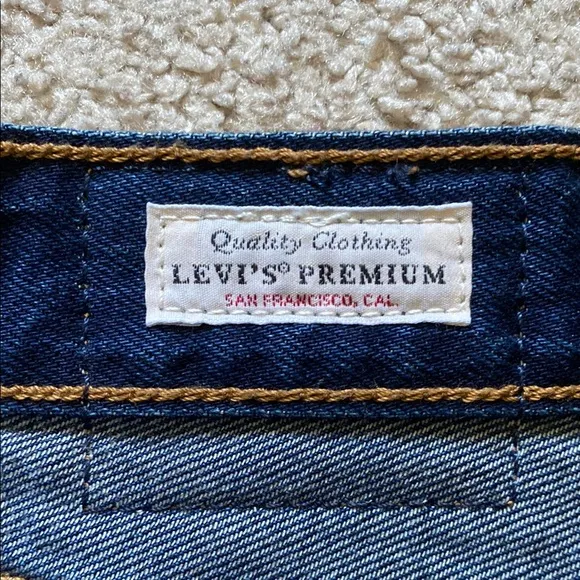 Quality Clothing
LEVI'S® PREMIUM
SAN FRANCISCO, CAL.